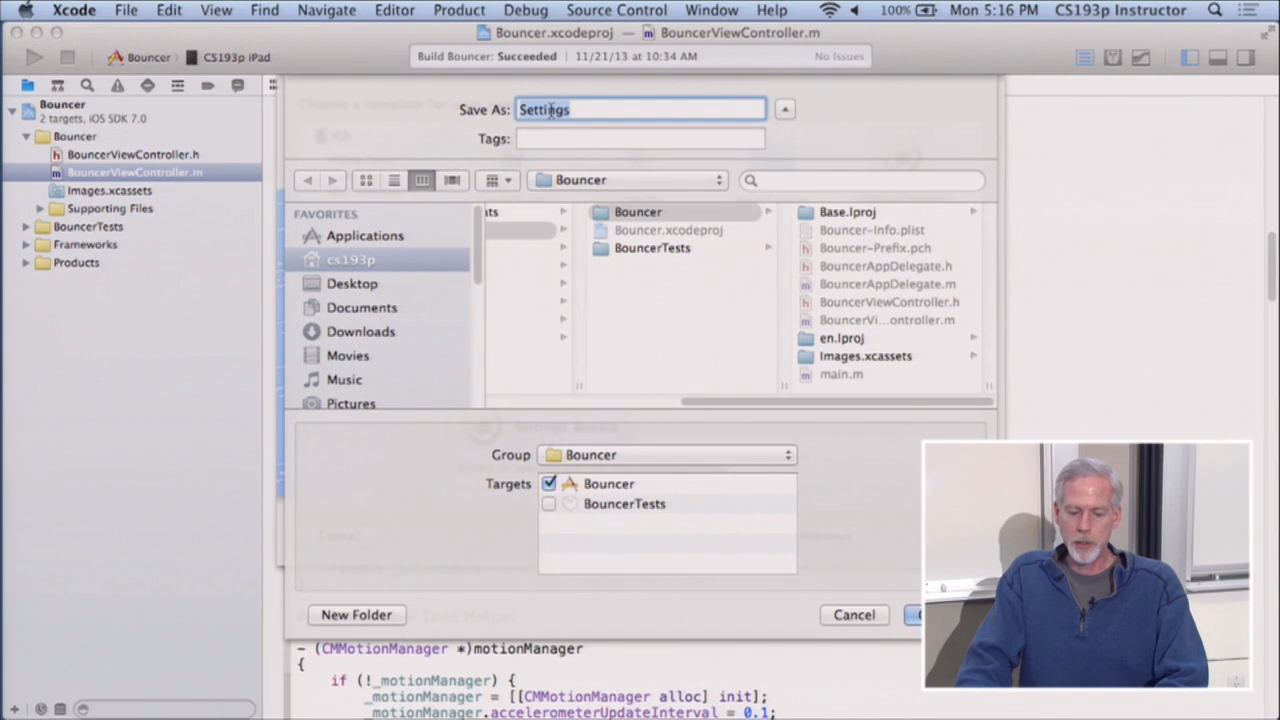 Xcode File Edit View Find Navigate Editor Product Debug Source Control Window Help 100% Mon 5:16 PM CS193p Instructor
Bouncer.xcodeproj — BouncerViewController.m
Bouncer CS193p iPad
Build Bouncer: Succeeded 11/21/13 at 10:34 AM No Issues
Bouncer
2 targets, iOS SDK 7.0
Bouncer
BouncerViewController.h
BouncerViewController.m
Images.xcassets
Supporting Files
BouncerTests
Frameworks
Products
Save As: Settings
Tags:
Bouncer
FAVORITES
Applications
cs193p
Desktop
Documents
Downloads
Movies
Music
Pictures
ts
Bouncer
Bouncer.xcodeproj
BouncerTests
Base.lproj
Bouncer-Info.plist
Bouncer-Prefix.pch
BouncerAppDelegate.h
BouncerAppDelegate.m
BouncerViewController.h
BouncerVi...ontroller.m
en.lproj
Images.xcassets
main.m
Settings Bundle
Group Bouncer
Targets Bouncer
BouncerTests
New Folder Cancel
- (CMMotionManager *)motionManager
{
if (!_motionManager) {
_motionManager = [[CMMotionManager alloc] init];
_motionManager.accelerometerUpdateInterval = 0.1;